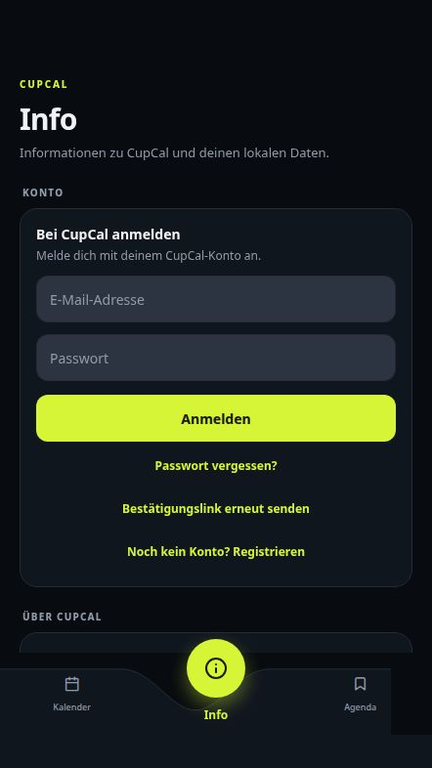 CUPCAL
Info
Informationen zu CupCal und deinen lokalen Daten.
KONTO
Bei CupCal anmelden
Melde dich mit deinem CupCal-Konto an.
E-Mail-Adresse
Passwort
Anmelden
Passwort vergessen?
Bestätigungslink erneut senden
Noch kein Konto? Registrieren
ÜBER CUPCAL
Kalender
Info
Agenda